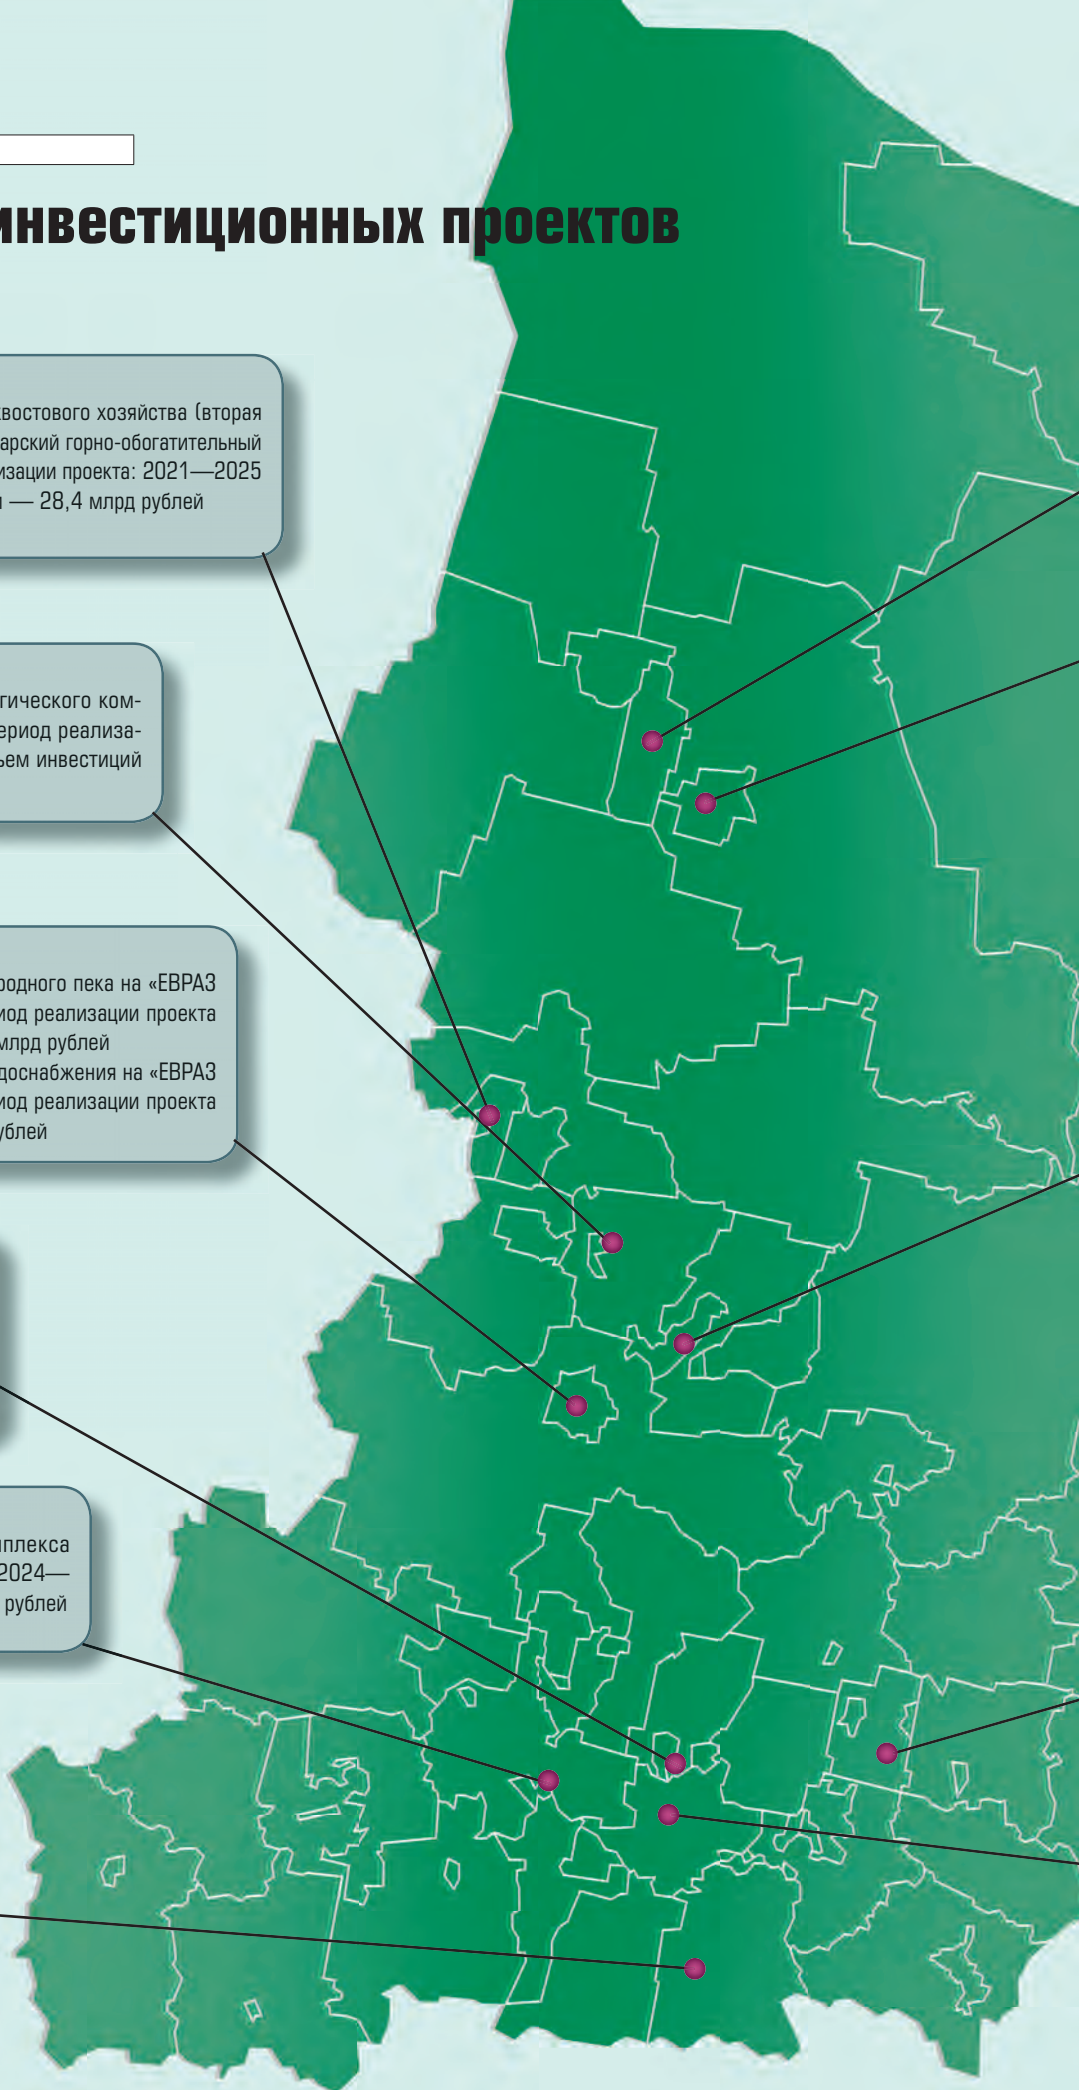 инвестиционных проектов
хвостового хозяйства (вторая
арский горно-обогатительный
изации проекта: 2021—2025
— 28,4 млрд рублей
гического ком-
ериод реализа-
ъем инвестиций
родного пека на «ЕВРАЗ
иод реализации проекта
млрд рублей
доснабжения на «ЕВРАЗ
иод реализации проекта
ублей
плекса
2024—
рублей